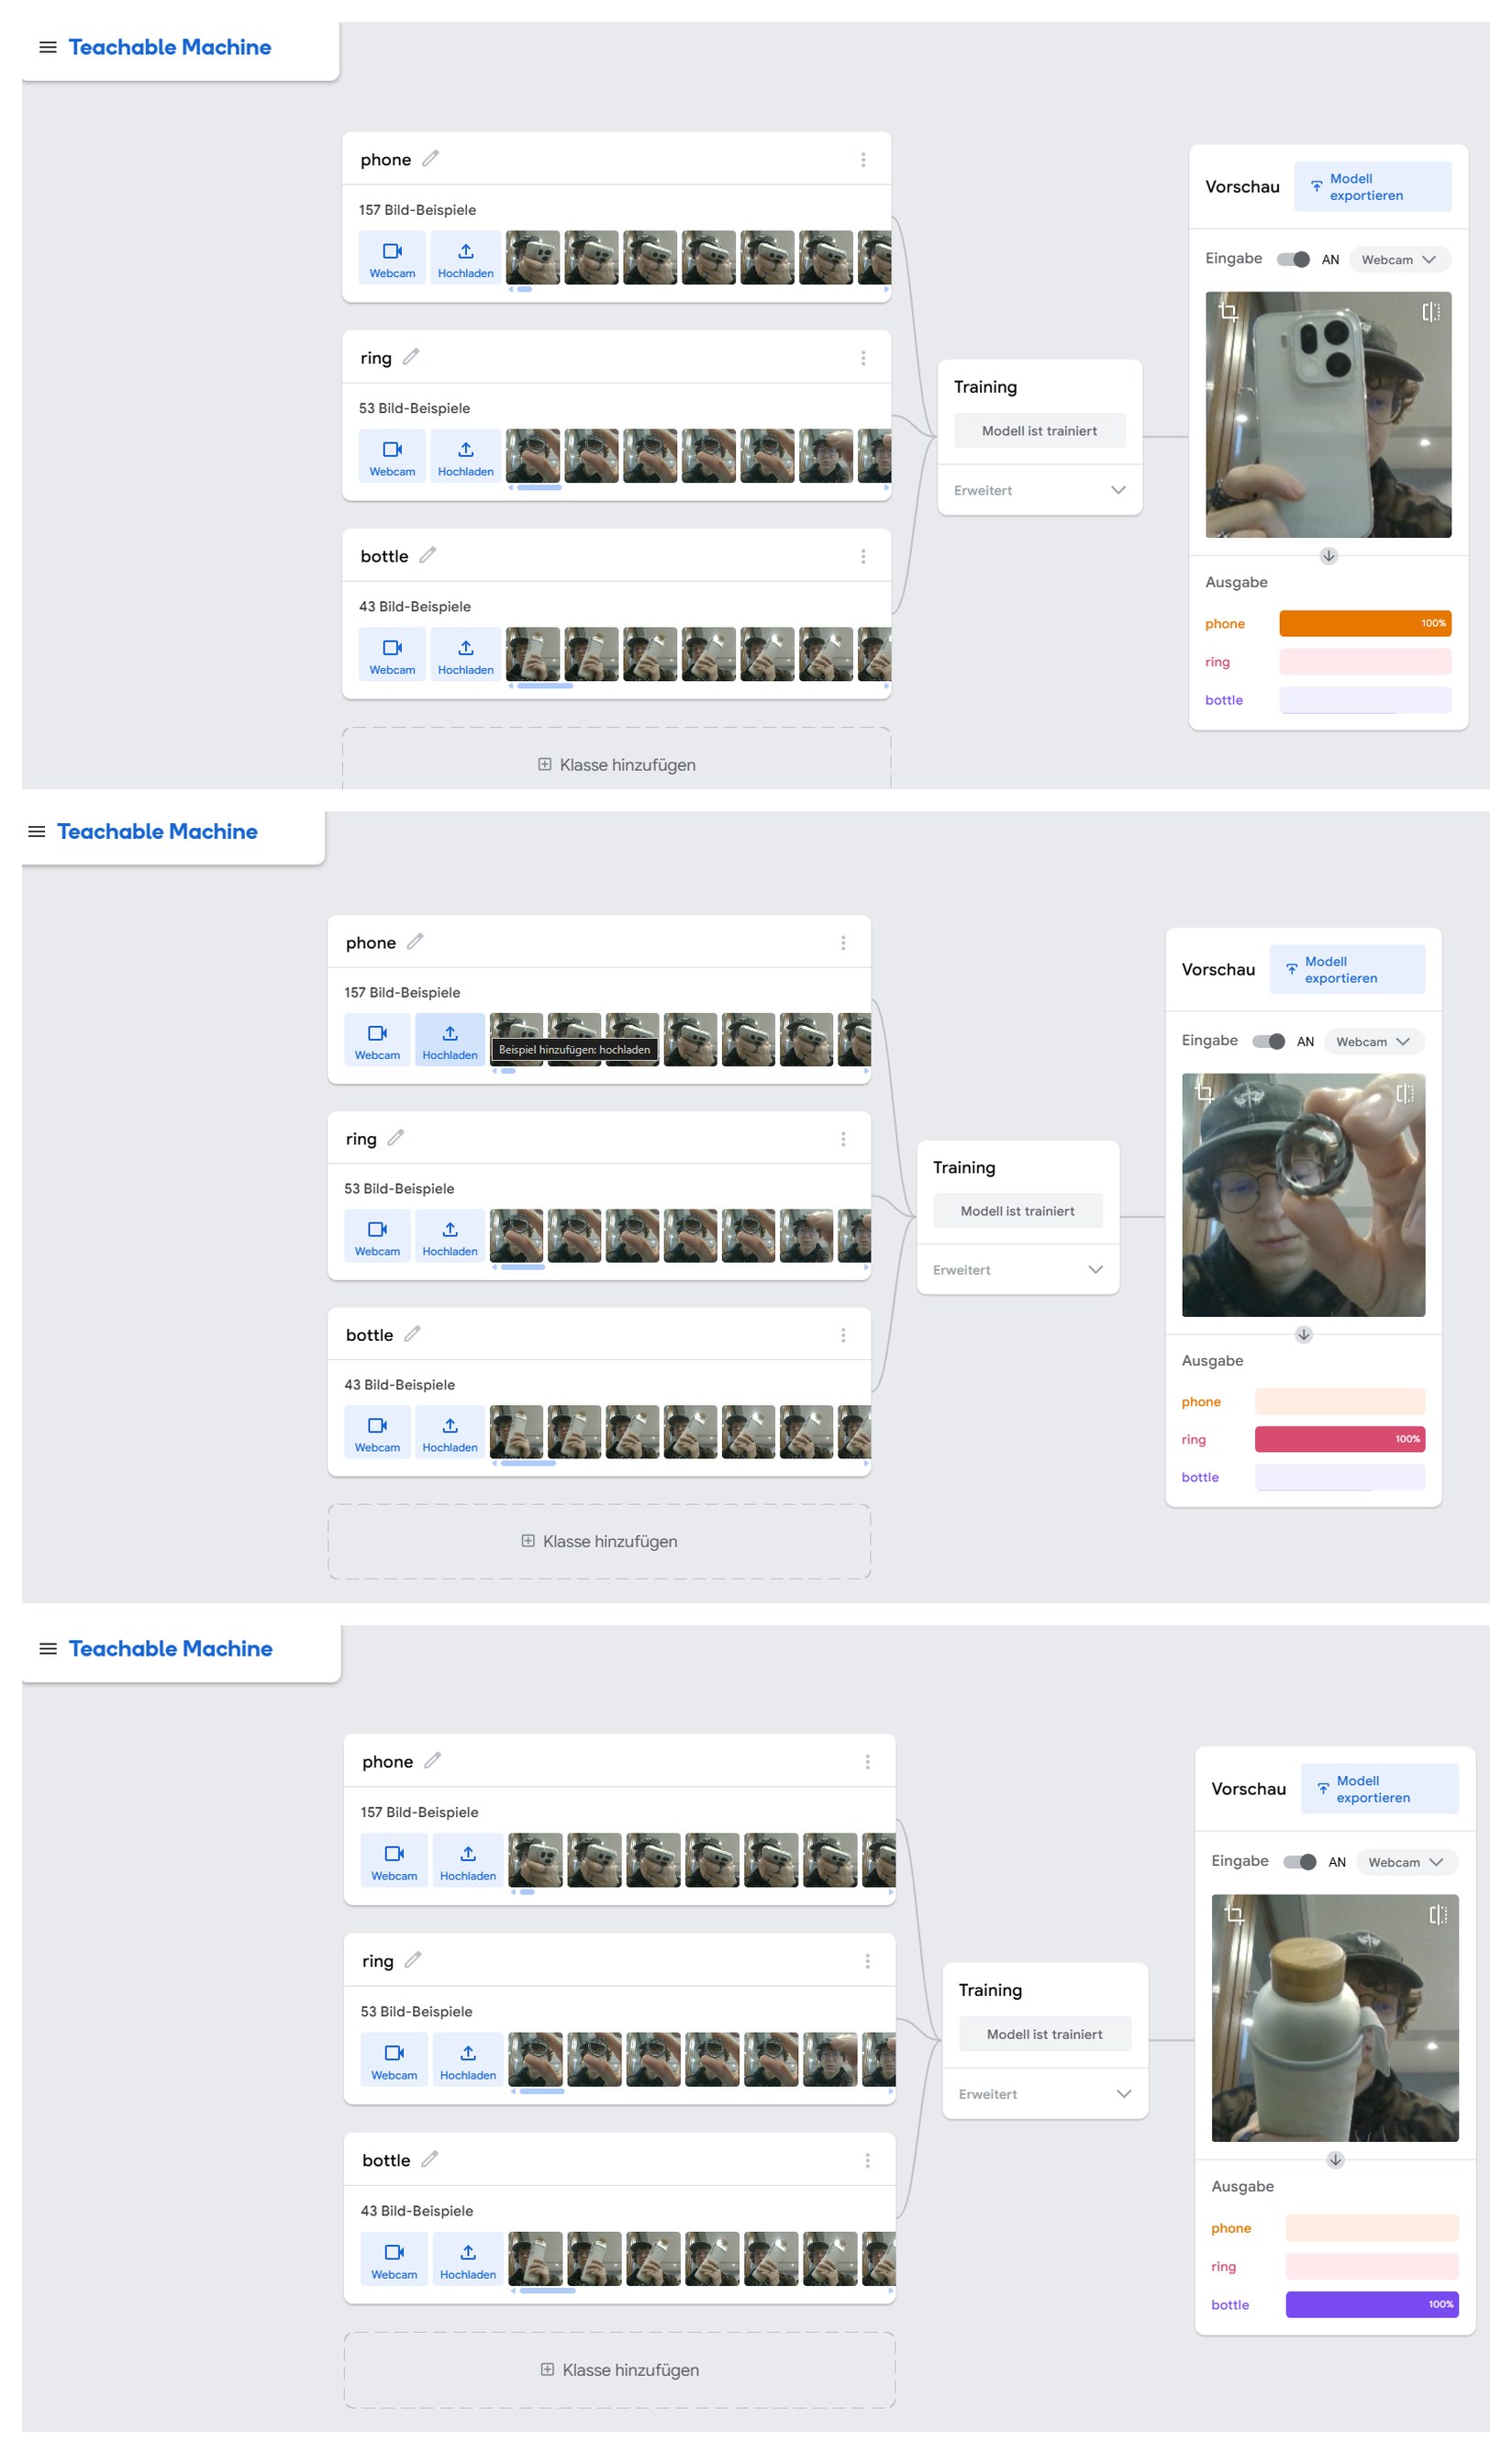 Teachable Machine
phone
157 Bild-Beispiele
Webcam
Hochladen
ring
53 Bild-Beispiele
Webcam
Hochladen
bottle
43 Bild-Beispiele
Webcam
Hochladen
Klasse hinzufügen
Training
Modell ist trainiert
Erweitert
Vorschau
Modell
exportieren
Eingabe
AN
Webcam
Ausgabe
phone
100%
ring
bottle
Teachable Machine
phone
157 Bild-Beispiele
Webcam
Hochladen
Beispiel hinzufügen: hochladen
ring
53 Bild-Beispiele
Webcam
Hochladen
bottle
43 Bild-Beispiele
Webcam
Hochladen
Klasse hinzufügen
Training
Modell ist trainiert
Erweitert
Vorschau
Modell
exportieren
Eingabe
AN
Webcam
Ausgabe
phone
ring
100%
bottle
Teachable Machine
phone
157 Bild-Beispiele
Webcam
Hochladen
ring
53 Bild-Beispiele
Webcam
Hochladen
bottle
43 Bild-Beispiele
Webcam
Hochladen
Klasse hinzufügen
Training
Modell ist trainiert
Erweitert
Vorschau
Modell
exportieren
Eingabe
AN
Webcam
Ausgabe
phone
ring
bottle
100%